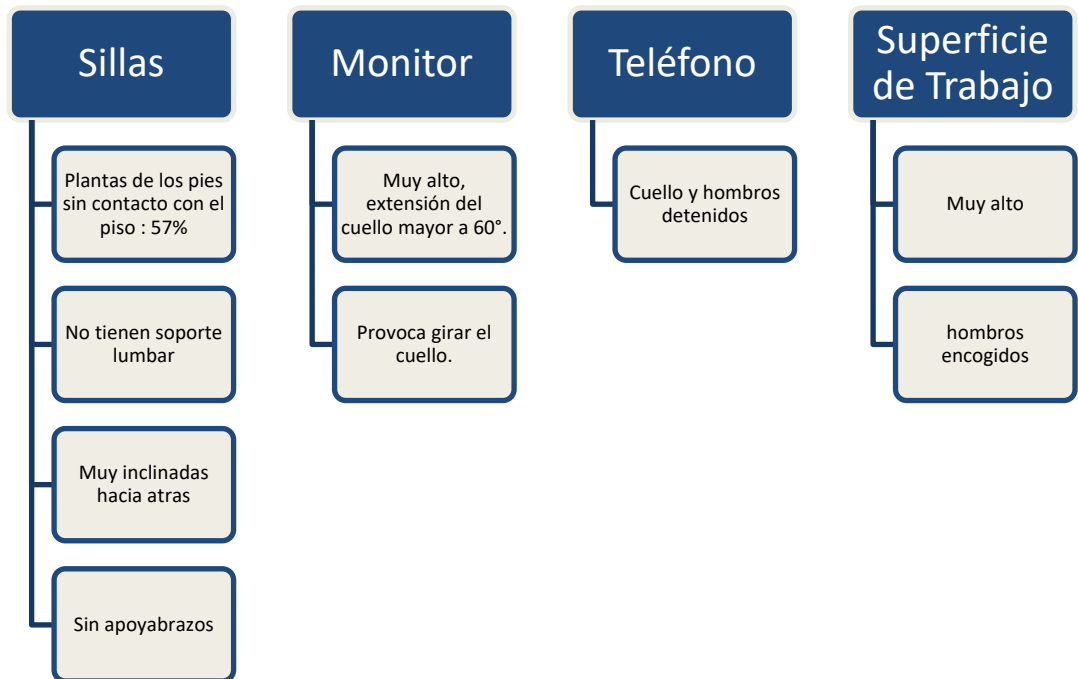 Sillas
Plantas de los pies
sin contacto con el
piso : 57%
No tienen soporte
lumbar
Muy inclinadas
hacia atras
Sin apoyabrazos
Monitor
Muy alto,
extensión del
cuello mayor a 60°.
Provoca girar el
cuello.
Teléfono
Cuello y hombros
detenidos
Superficie
de Trabajo
Muy alto
hombros
encogidos